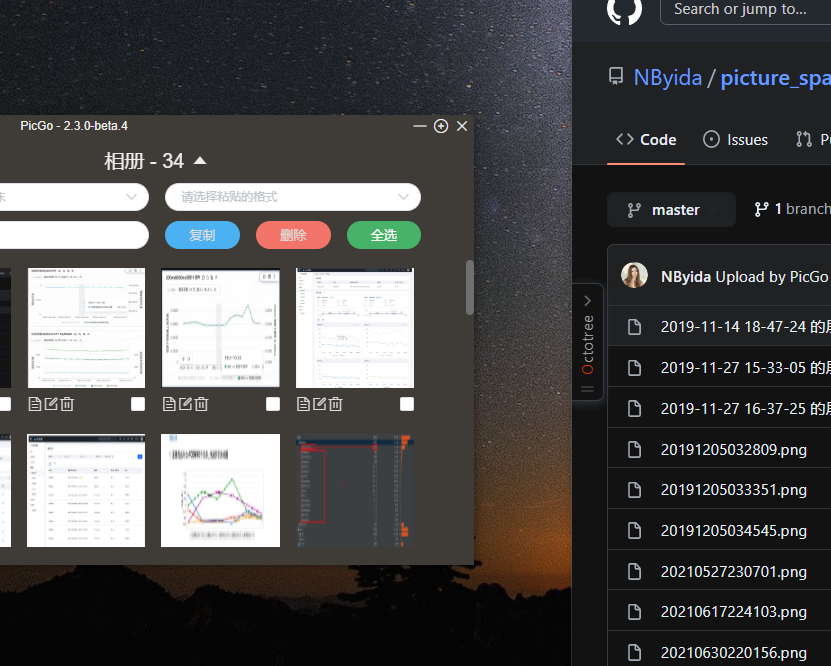 PicGo - 2.3.0-beta.4
相册 - 34
请选择粘贴的格式
复制
删除
全选
Search or jump to...
NByida / picture_spa
Code
Issues
master
1 branch
NByida Upload by PicGo
2019-11-14 18-47-24 的
2019-11-27 15-33-05 的
2019-11-27 16-37-25 的
20191205032809.png
20191205033351.png
20191205034545.png
20210527230701.png
20210617224103.png
20210630220156.png
Octotree